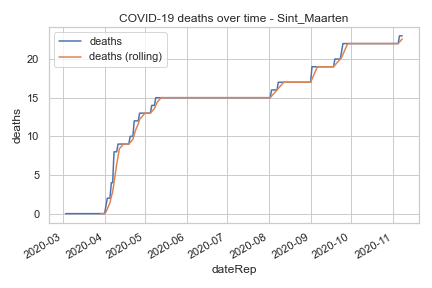 COVID-19 deaths over time - Sint_Maarten
deaths
deaths (rolling)
20
15
10
5
0
deaths
2020-03
2020-04
2020-05
2020-06
2020-07
2020-08
2020-09
2020-10
2020-11
dateRep